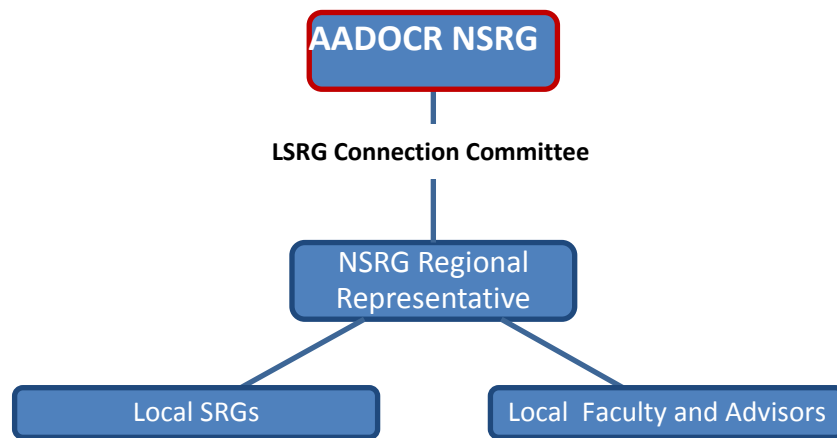 AADOCR NSRG
LSRG Connection Committee
NSRG Regional
Representative
Local SRGs
Local Faculty and Advisors